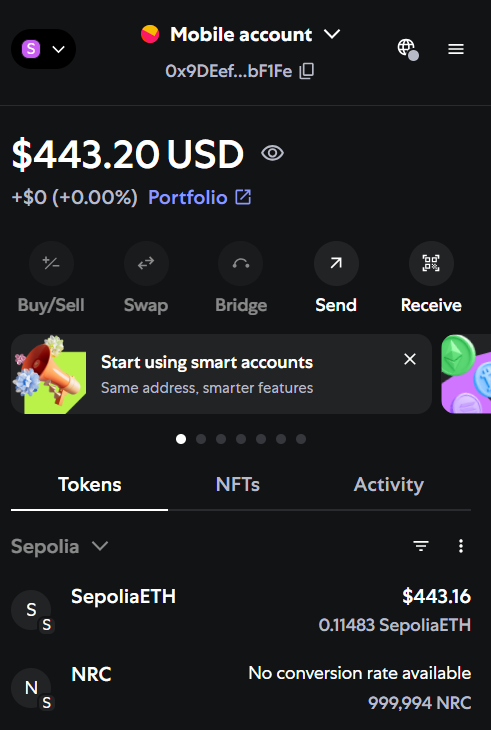 S
Mobile account
0x9DEef...bF1Fe
$443.20 USD
+$0 (+0.00%) Portfolio
Buy/Sell Swap Bridge Send Receive
Start using smart accounts
Same address, smarter features
Tokens NFTs Activity
Sepolia
S S SepoliaETH $443.16
0.11483 SepoliaETH
N S NRC No conversion rate available
999,994 NRC